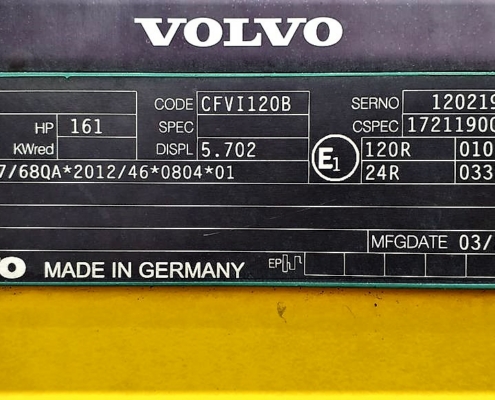 VOLVO
CODE CFVI120B SERNO 120219
HP 161 SPEC CSPEC 17211900
KWred DISPL 5.702 E1 120R 010
7/68QA*2012/46*0804*01 24R 033
MFGDATE 03/
VO MADE IN GERMANY EP